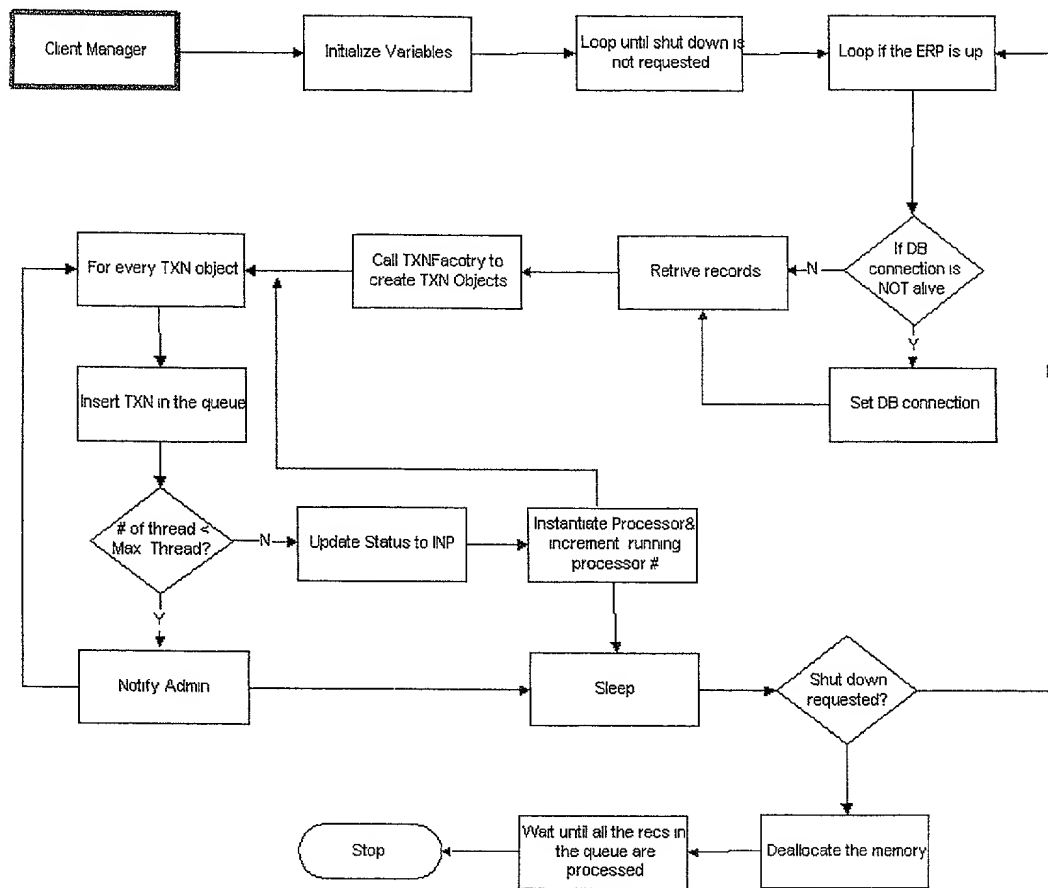 Client Manager
Initialize Variables
Loop until shut down is
not requested
Loop if the ERP is up
For every TXN object
Call TXNFacotry to
create TXN Objects
Retrive records
N
If DB
connection is
NOT alive
Y
Insert TXN in the queue
Set DB connection
# of thread <
Max Thread?
N
Update Status to INP
Instantiate Processor&
increment running
processor #
Y
Notify Admin
Sleep
Shut down
requested?
Stop
Wait until all the recs in
the queue are
processed
Deallocate the memory